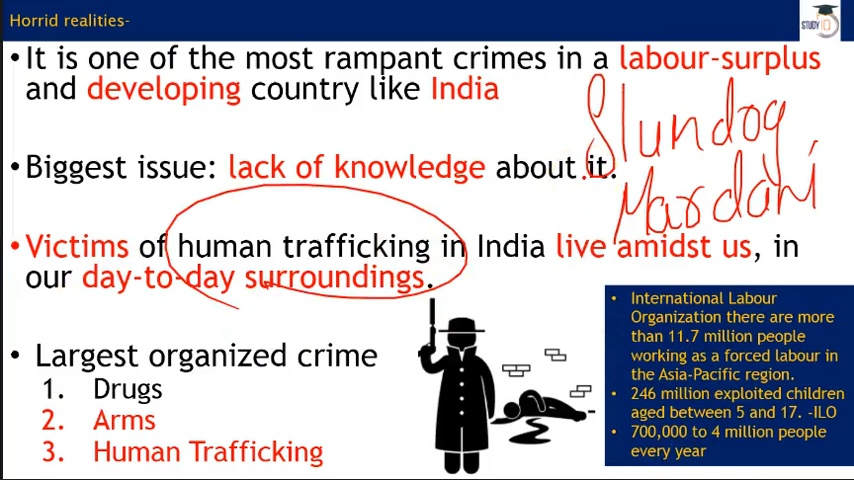 Horrid realities-
STUDY IQ
• It is one of the most rampant crimes in a labour-surplus
and developing country like India
Slundog
• Biggest issue: lack of knowledge about it.
Mardani
• Victims of human trafficking in India live amidst us, in
our day-to-day surroundings.
• Largest organized crime
1. Drugs
2. Arms
3. Human Trafficking
• International Labour
Organization there are more
than 11.7 million people
working as a forced labour in
the Asia-Pacific region.
• 246 million exploited children
aged between 5 and 17. -ILO
• 700,000 to 4 million people
every year